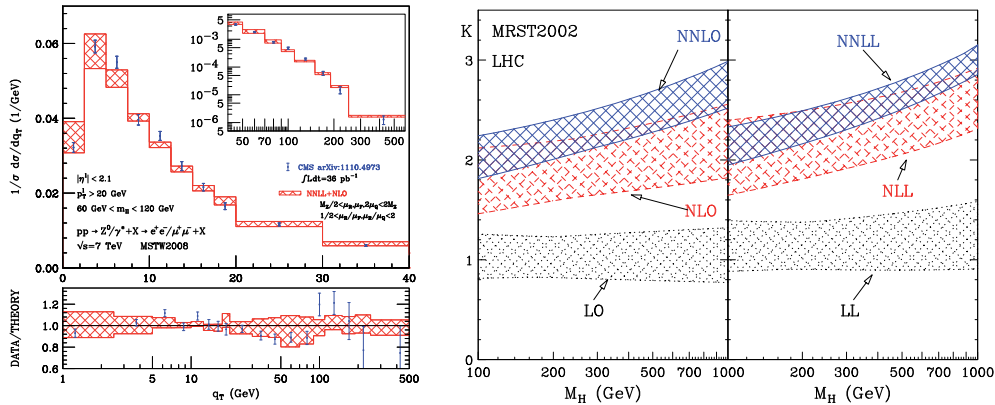 0.06
0.04
0.02
0.00
1/σ dσ/dq_T (1/GeV)
0 10 20 30 40
5
10⁻³
5
10⁻⁴
5
10⁻⁵
5
10⁻⁶
50 100 500
CMS arXiv:1110.4973
∫Ldt=36 pb⁻¹
NNLL+NLO
M_Z/2<μ_R,μ_F,2μ_Q<2M_Z
1/2<μ_R/μ_F,μ_R/μ_Q<2
|η^l|<2.1
p_T^l>20 GeV
60 GeV<m_ll<120 GeV
pp→Z⁰/γ*+X→e⁺e⁻/μ⁺μ⁻+X
√s=7 TeV MSTW2008
DATA/THEORY
1.2
1.0
0.8
0.6
1 5 10 50 100 500
q_T (GeV)
K
3
2
1
0
MRST2002
LHC
NNLO
NLO
LO
100 200 300 500 700
M_H (GeV)
NNLL
NLL
LL
1000 200 300 500 700 1000
M_H (GeV)